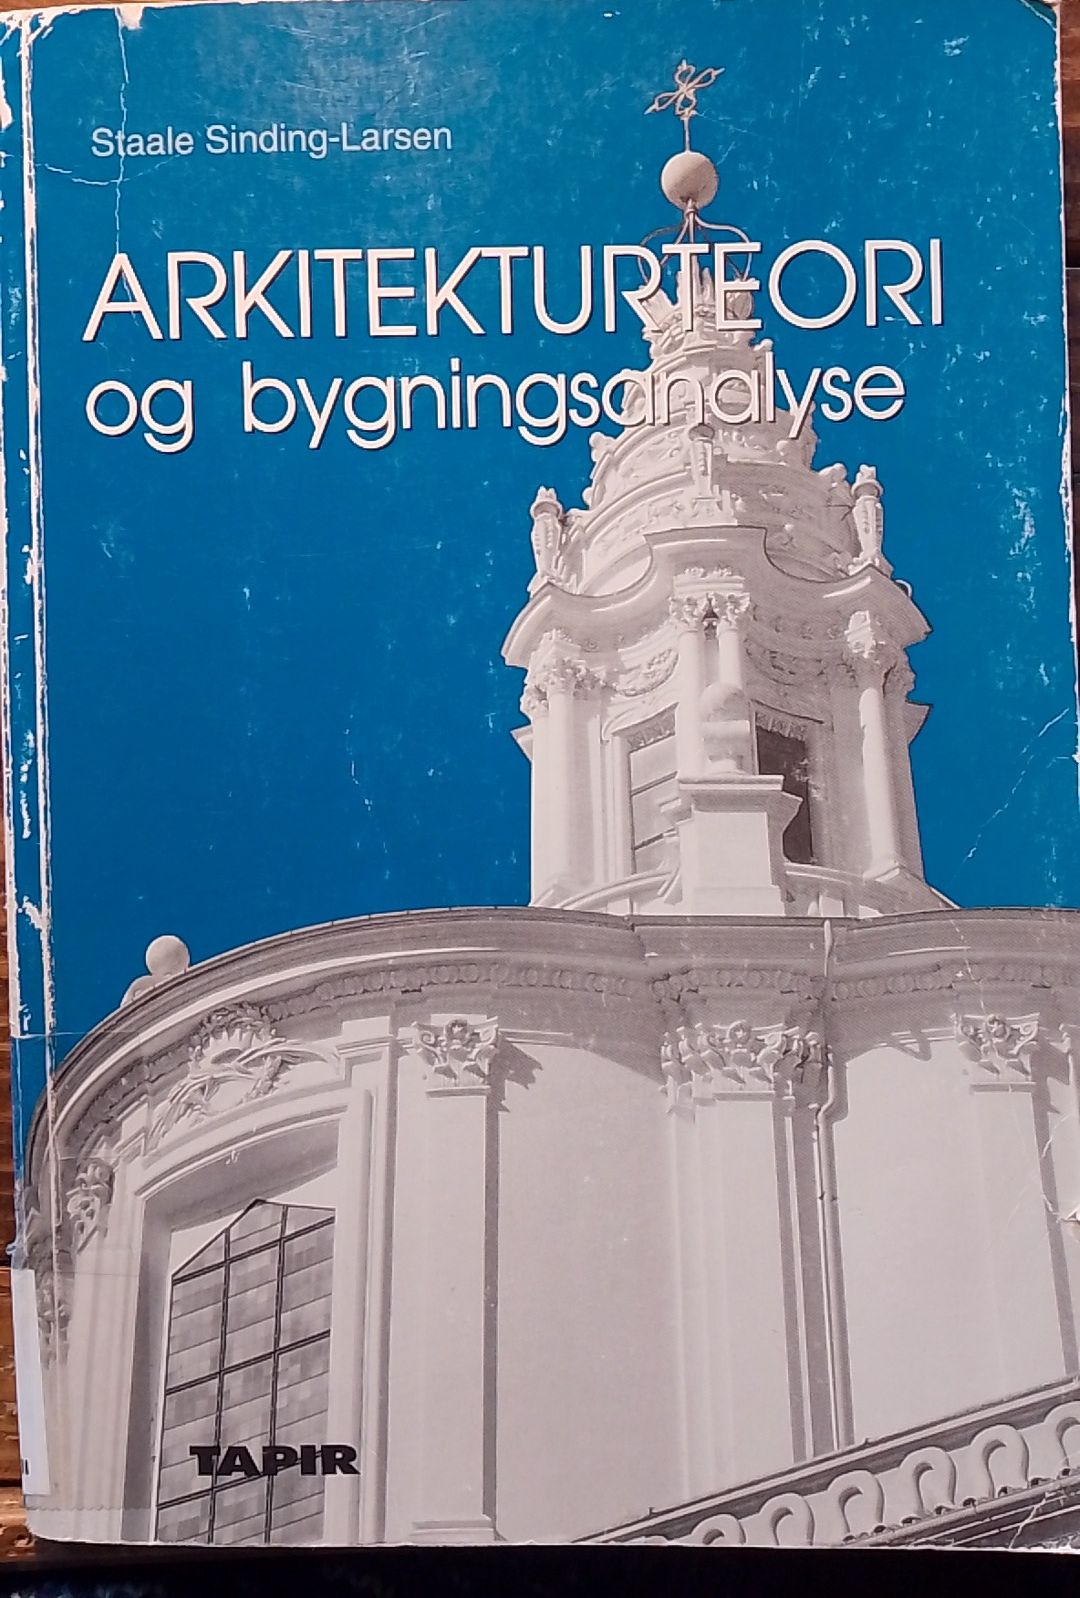 Staale Sinding-Larsen
ARKITEKTURTEORI
og bygningsanalyse
TAPIR